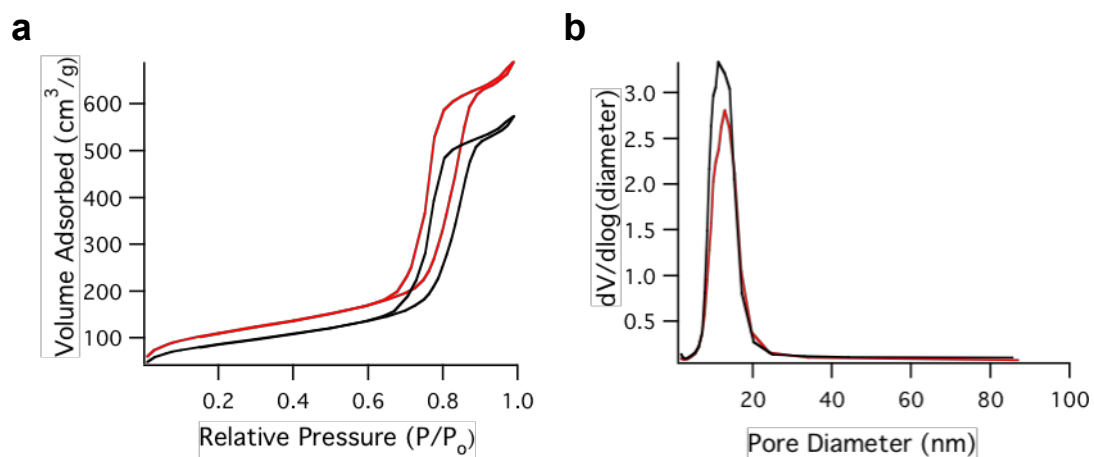 a
Volume Adsorbed (cm³/g)
600
500
400
300
200
100
0.2 0.4 0.6 0.8 1.0
Relative Pressure (P/Pₒ)
b
dV/dlog(diameter)
3.0
2.5
2.0
1.5
1.0
0.5
20 40 60 80 100
Pore Diameter (nm)